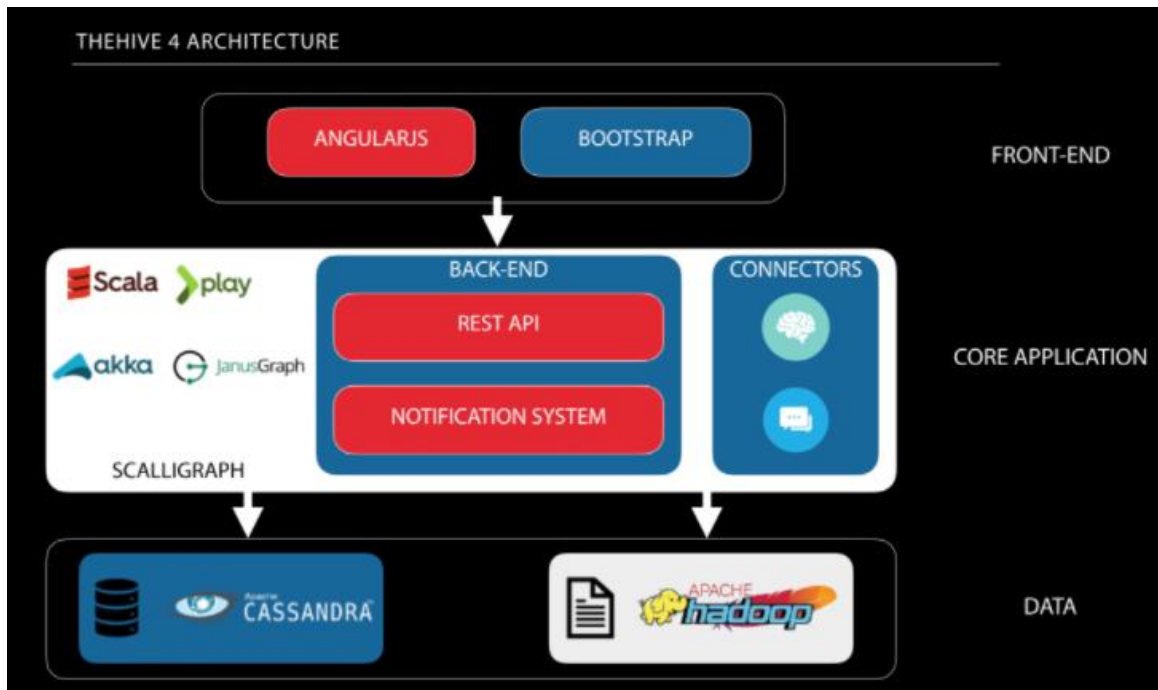 THEHIVE 4 ARCHITECTURE
ANGULARJS
BOOTSTRAP
FRONT-END
Scala
play
BACK-END
CONNECTORS
REST API
akka
JanusGraph
CORE APPLICATION
NOTIFICATION SYSTEM
SCALLIGRAPH
Apache
CASSANDRA
APACHE
hadoop
DATA